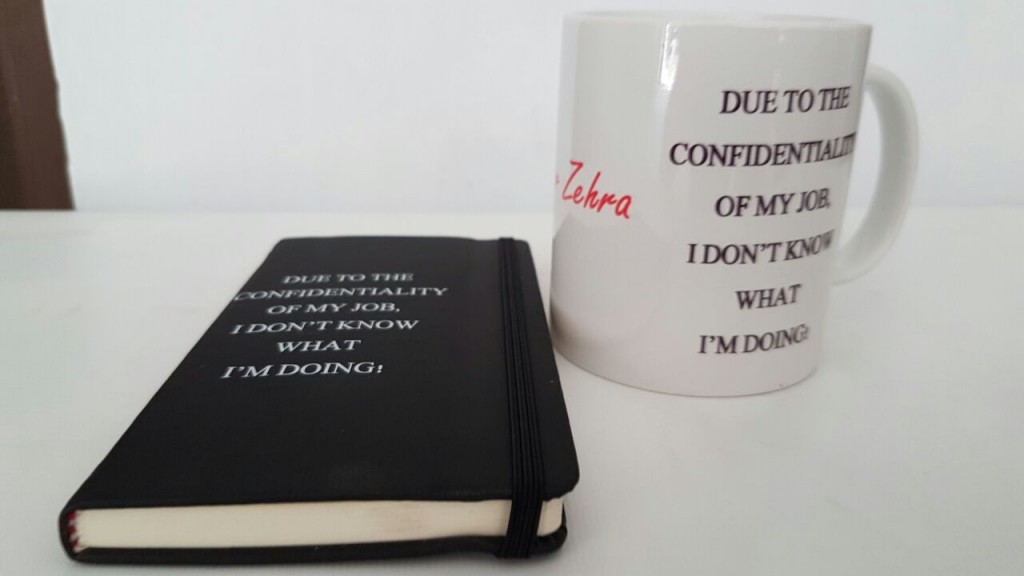 DUE TO THE
CONFIDENTIALITY
OF MY JOB,
I DON'T KNOW
WHAT
I'M DOING!
Zehra
DUE TO THE
CONFIDENTIALITY
OF MY JOB,
I DON'T KNOW
WHAT
I'M DOING!